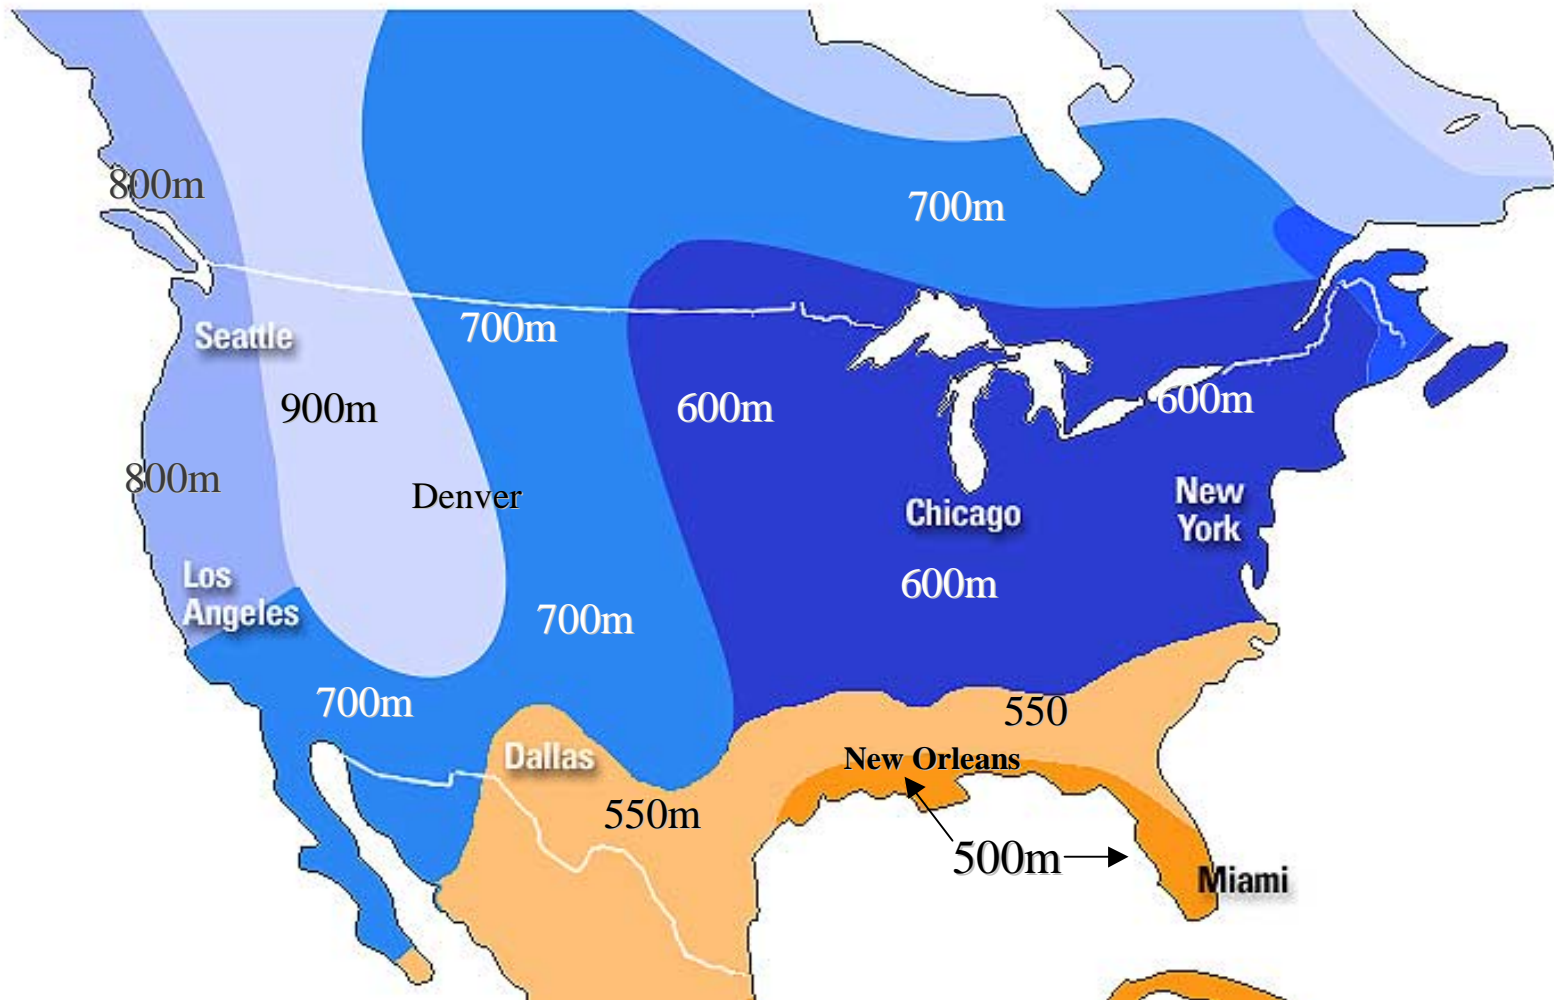 800m
700m
700m
Seattle
900m
600m
600m
800m
Denver
Chicago
New
York
Los
Angeles
600m
700m
700m
550
Dallas
New Orleans
550m
500m
Miami